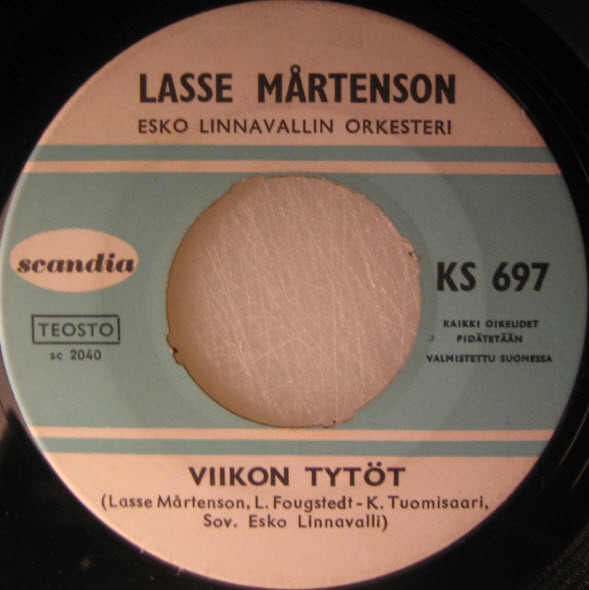 LASSE MÅRTENSON
ESKO LINNAVALLIN ORKESTERI
scandia
KS 697
TEOSTO
sc 2040
KAIKKI OIKEUDET
PIDÄTETÄÄN
VALMISTETTU SUOMESSA
VIIKON TYTÖT
(Lasse Mårtenson, L. Fougstedt - K. Tuomisaari,
Sov. Esko Linnavalli)